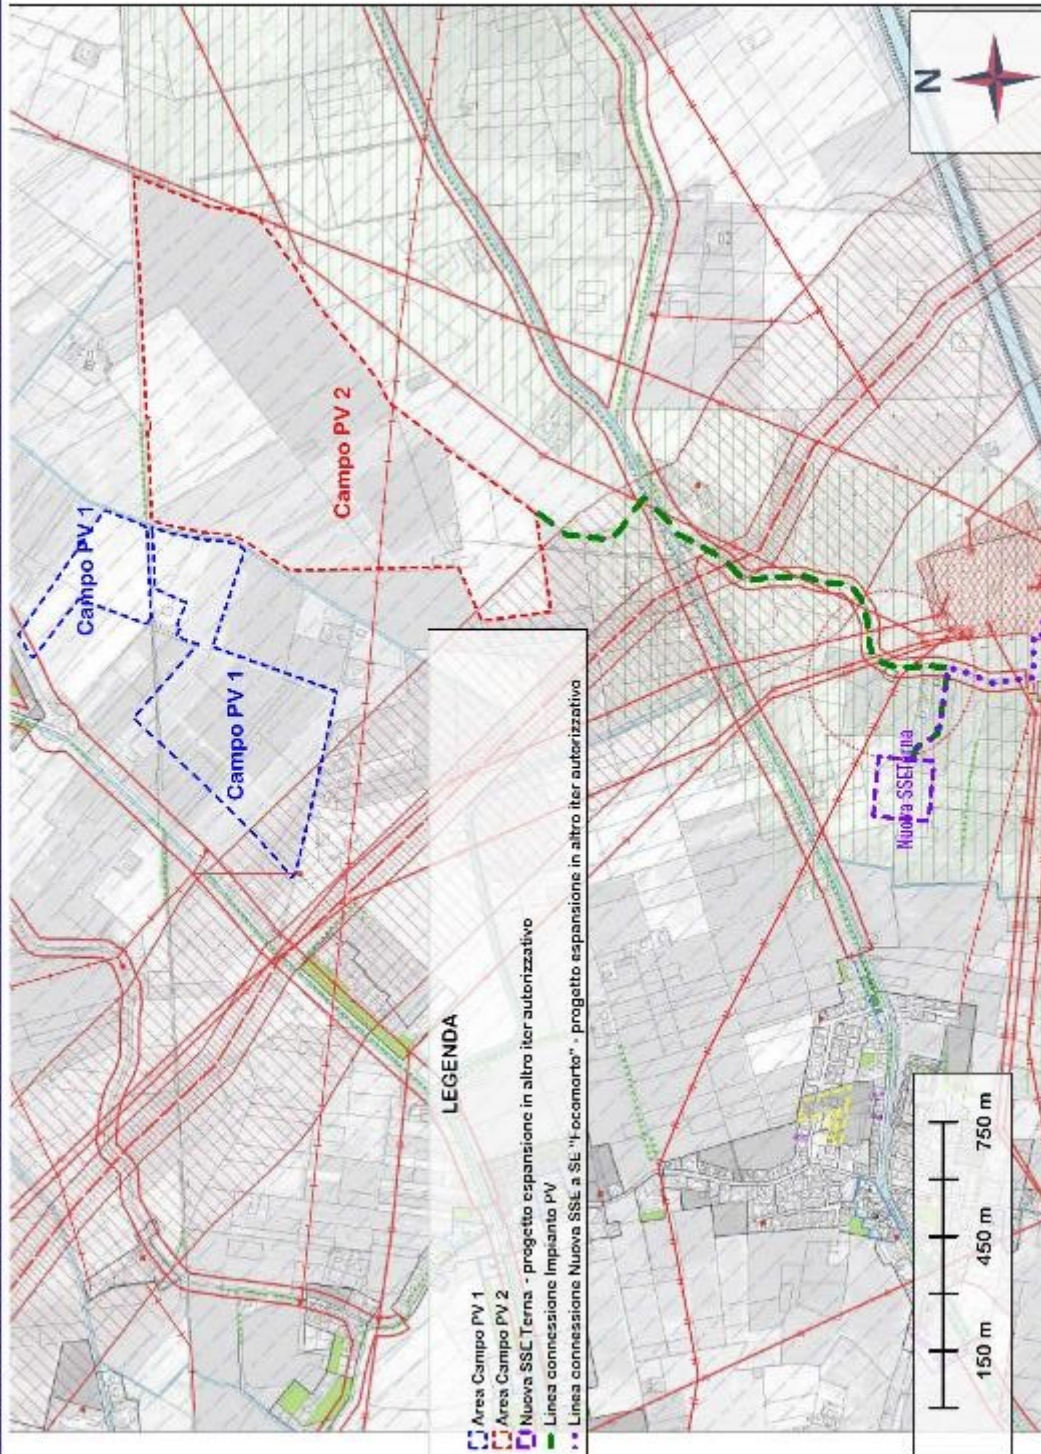 N
Campo PV 1
Campo PV 2
Campo PV 1
Nuova SSE Terna
LEGENDA
Area Campo PV 1
Area Campo PV 2
Nuova SSE Terna - progetto espansione in altro iter autorizzativo
Linea connessione Impianto PV
Linea connessione Nuova SSE a SE "Focomorto" - progetto espansione in altro iter autorizzativo
150 m 450 m 750 m